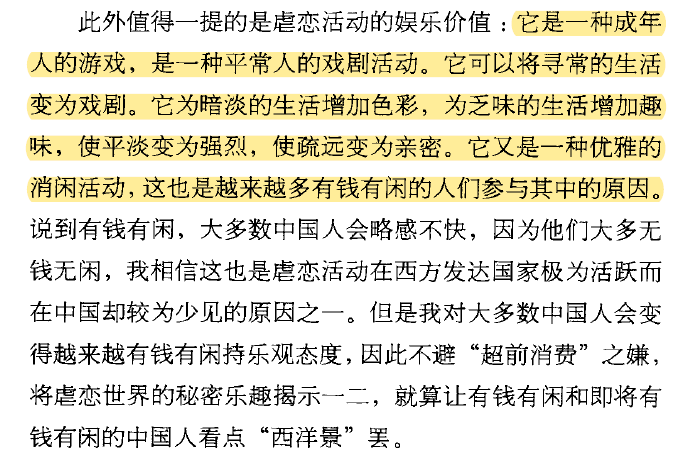 此外值得一提的是虐恋活动的娱乐价值：它是一种成年
人的游戏，是一种平常人的戏剧活动。它可以将寻常的生活
变为戏剧。它为暗淡的生活增加色彩，为乏味的生活增加趣
味，使平淡变为强烈，使疏远变为亲密。它又是一种优雅的
消闲活动，这也是越来越多有钱有闲的人们参与其中的原因。
说到有钱有闲，大多数中国人会略感不快，因为他们大多无
钱无闲，我相信这也是虐恋活动在西方发达国家极为活跃而
在中国却较为少见的原因之一。但是我对大多数中国人会变
得越来越有钱有闲持乐观态度，因此不避“超前消费”之嫌，
将虐恋世界的秘密乐趣揭示一二，就算让有钱有闲和即将有
钱有闲的中国人看点“西洋景”罢。